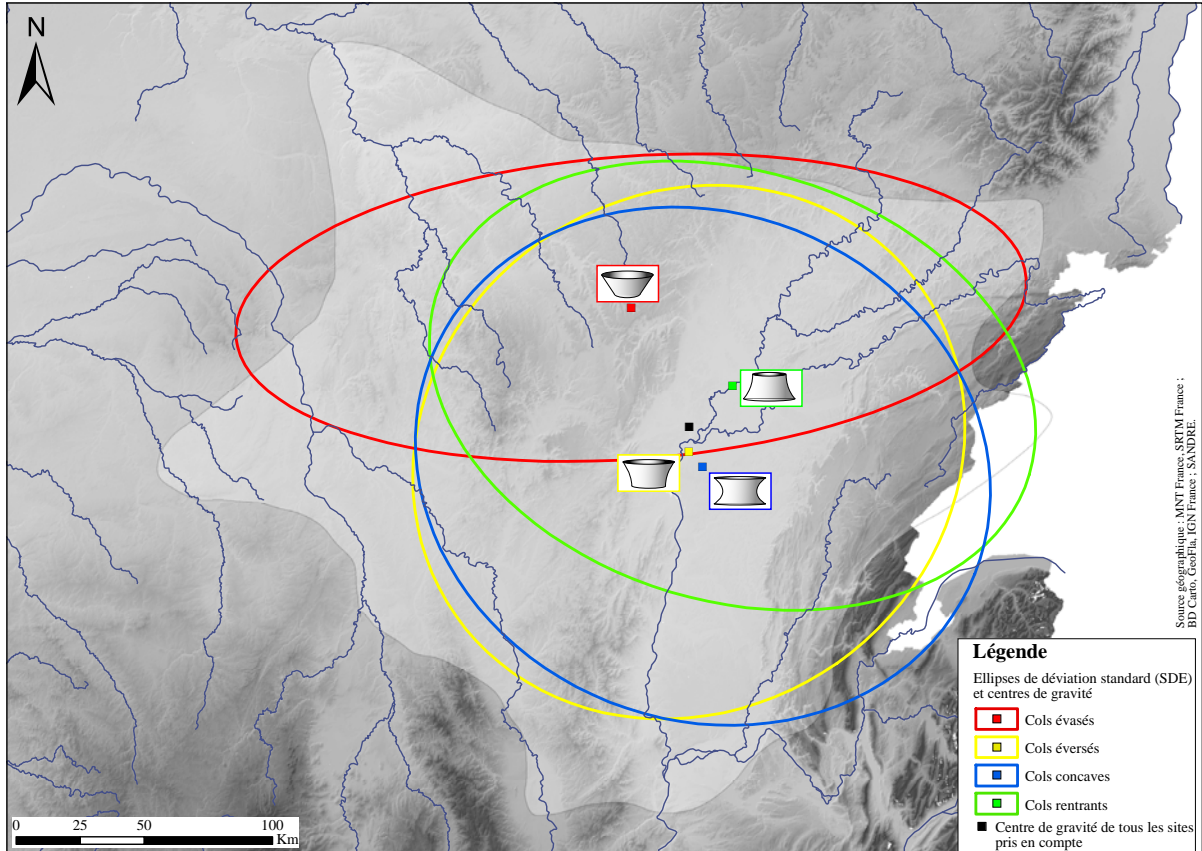 N
Source géographique : MNT France, SRTM France ;
BD Carto, GeoFla, IGN France ; SANDRE.
Légende
Ellipses de déviation standard (SDE)
et centres de gravité
Cols évasés
Cols éversés
Cols concaves
Cols rentrants
Centre de gravité de tous les sites
pris en compte
0 25 50 100
Km